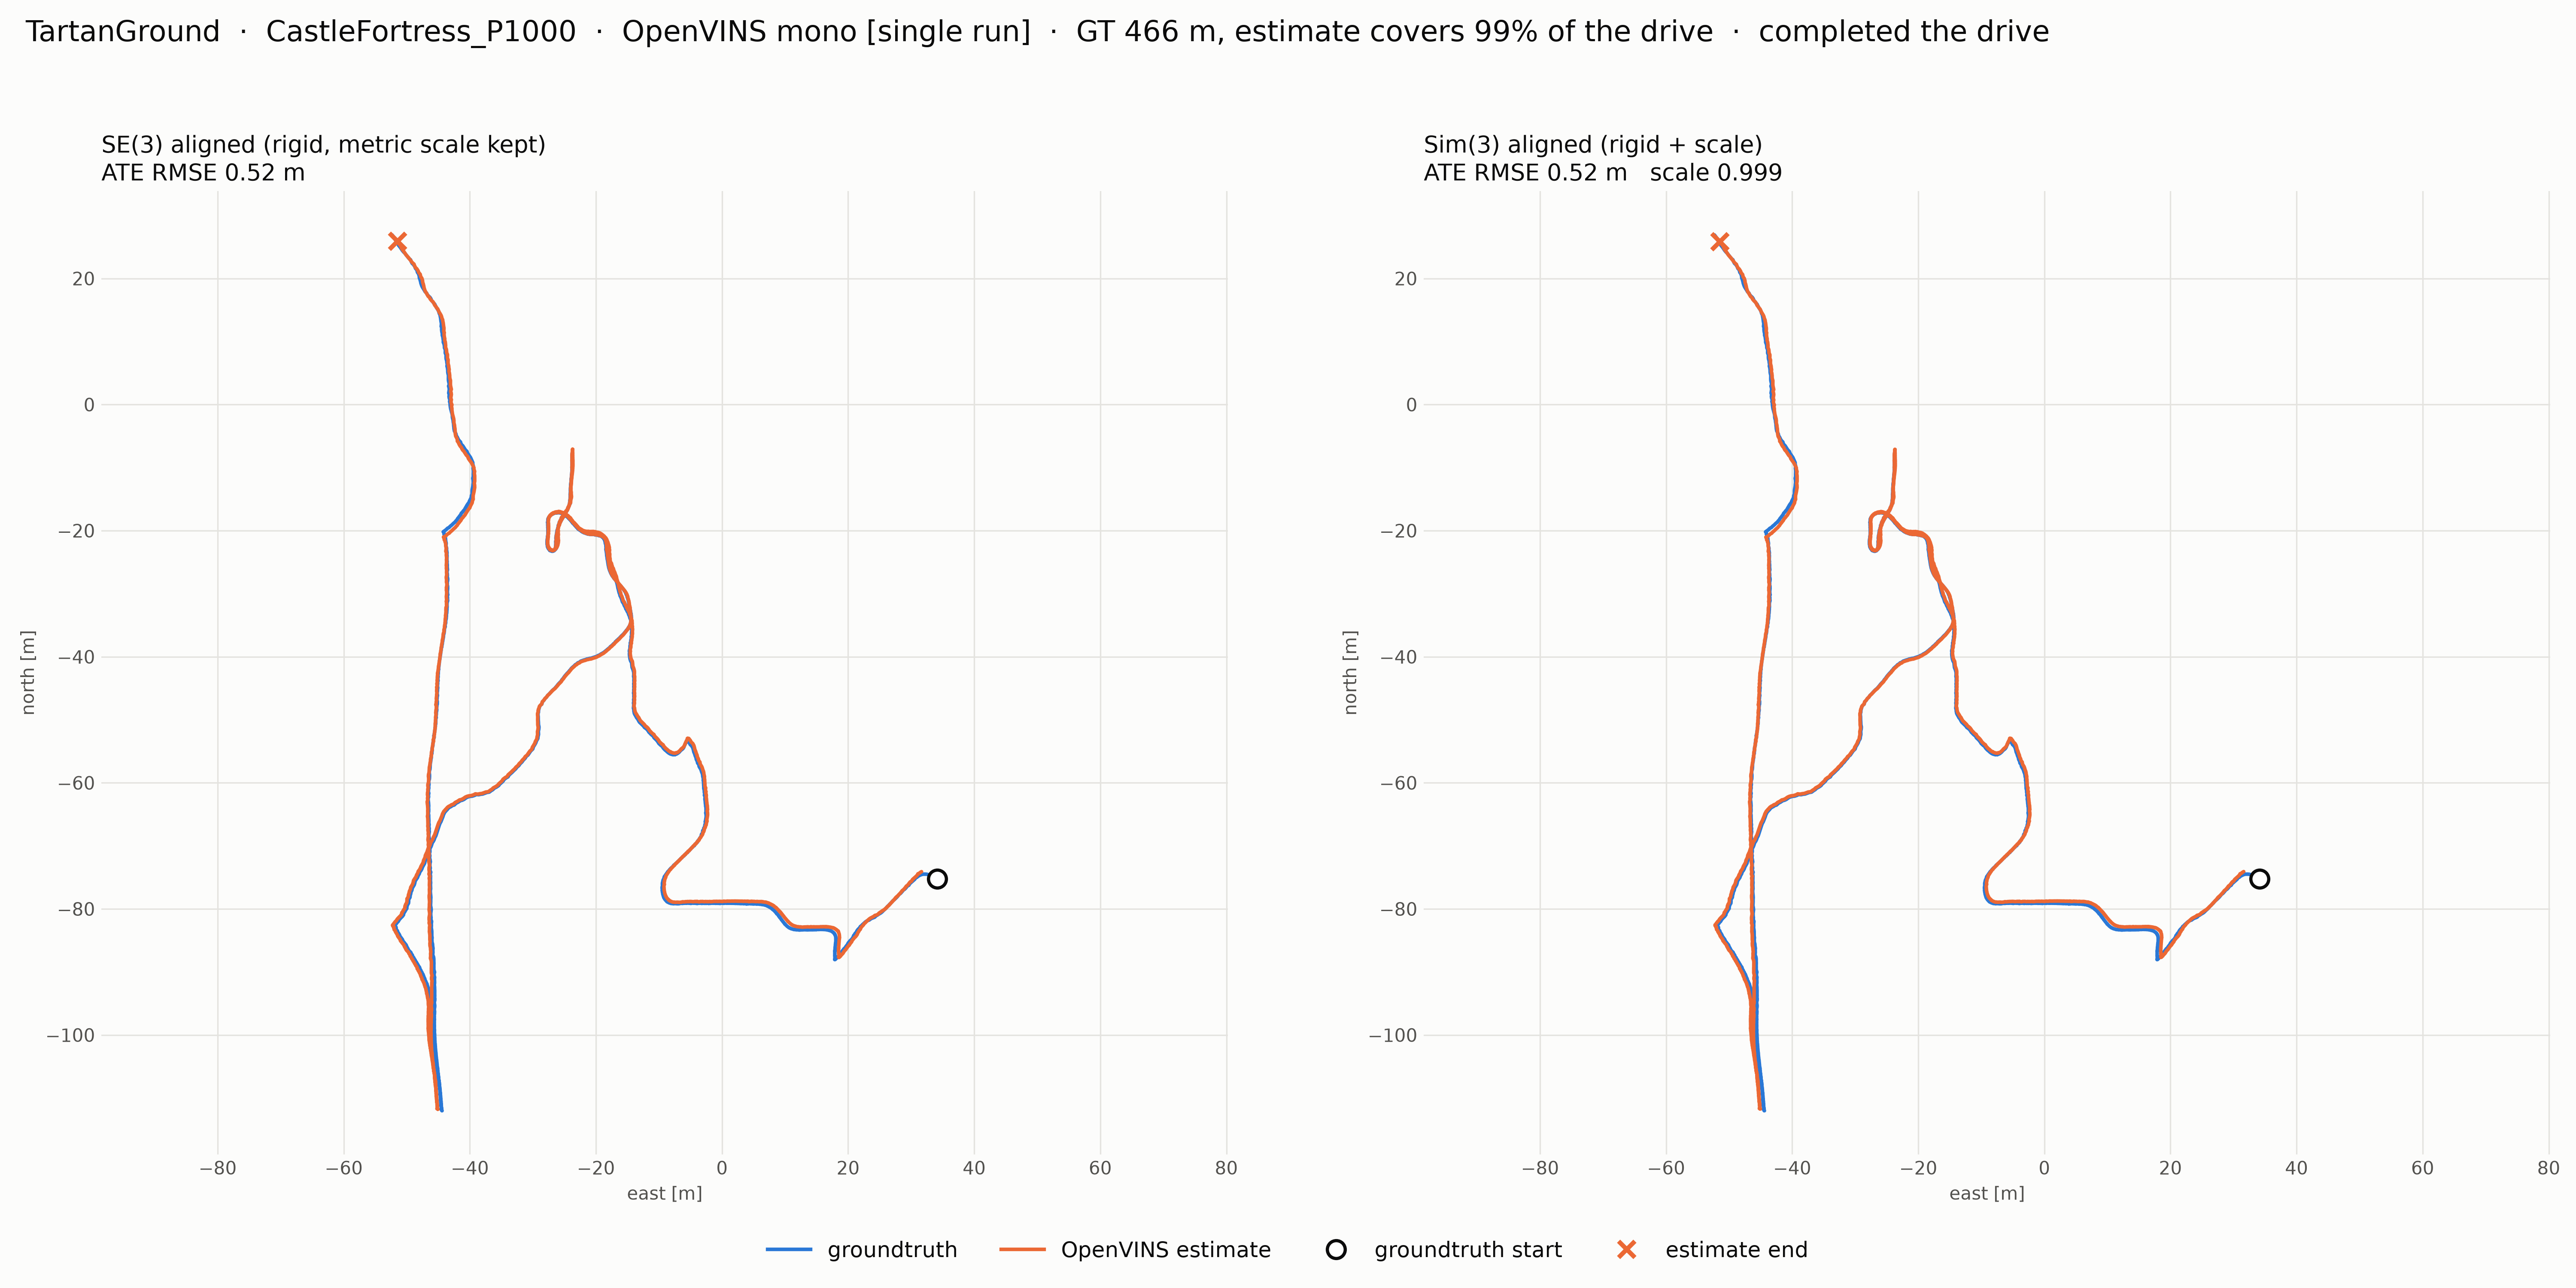 TartanGround · CastleFortress_P1000 · OpenVINS mono [single run] · GT 466 m, estimate covers 99% of the drive · completed the drive
SE(3) aligned (rigid, metric scale kept)
ATE RMSE 0.52 m
20
0
−20
−40
−60
−80
−100
north [m]
−80 −60 −40 −20 0 20 40 60 80
east [m]
Sim(3) aligned (rigid + scale)
ATE RMSE 0.52 m scale 0.999
20
0
−20
−40
−60
−80
−100
north [m]
−80 −60 −40 −20 0 20 40 60 80
east [m]
groundtruth OpenVINS estimate groundtruth start estimate end